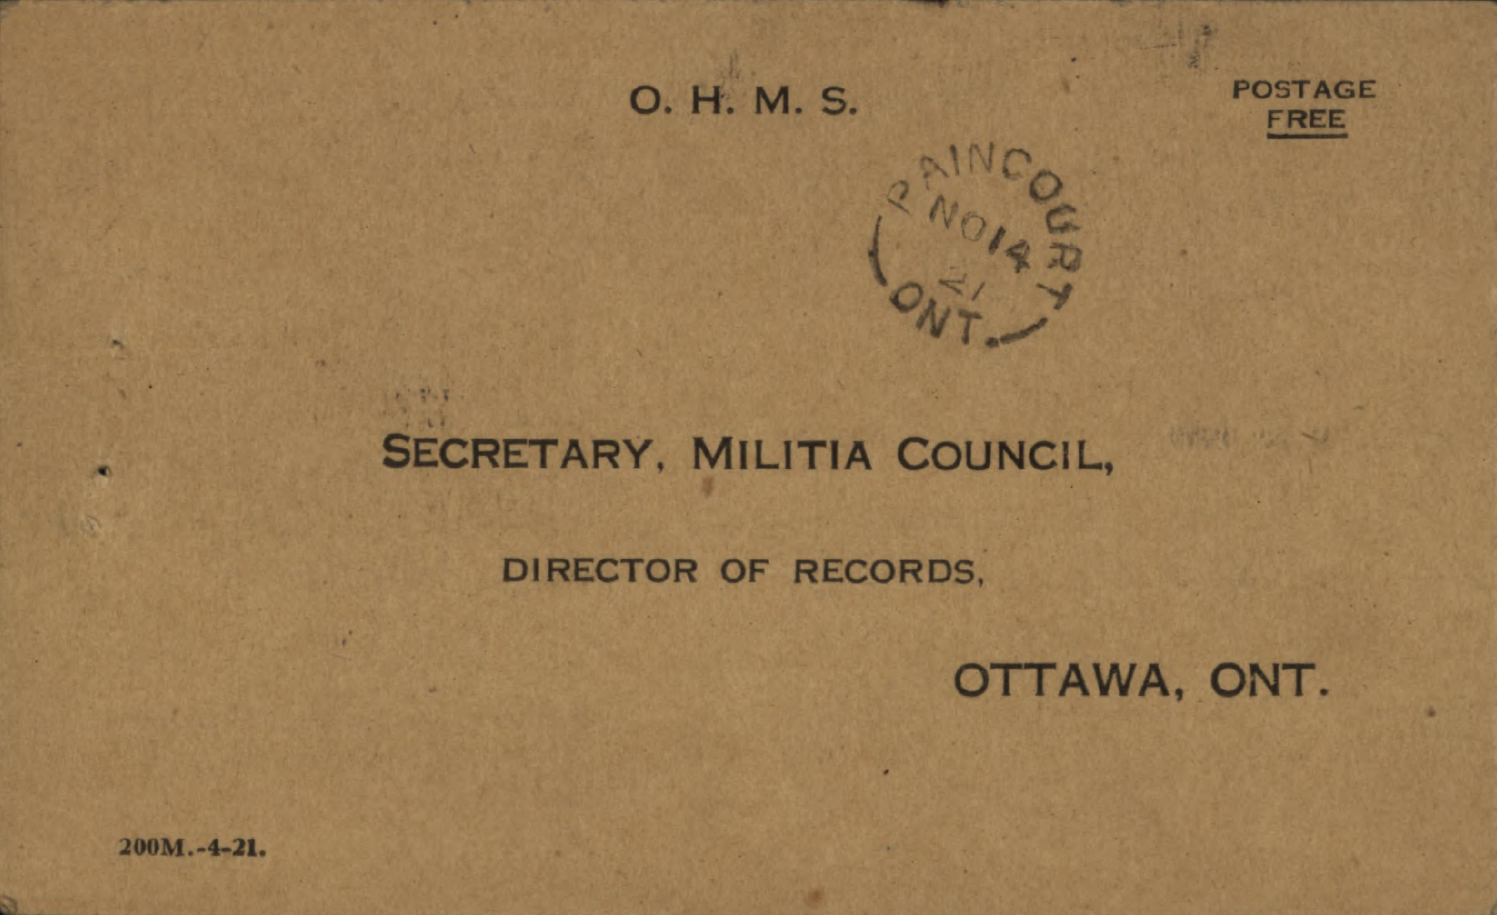 O. H. M. S.
POSTAGE
FREE
PAINCOURT
NO 14
21
ONT.
SECRETARY, MILITIA COUNCIL,
DIRECTOR OF RECORDS,
OTTAWA, ONT.
200M.-4-21.